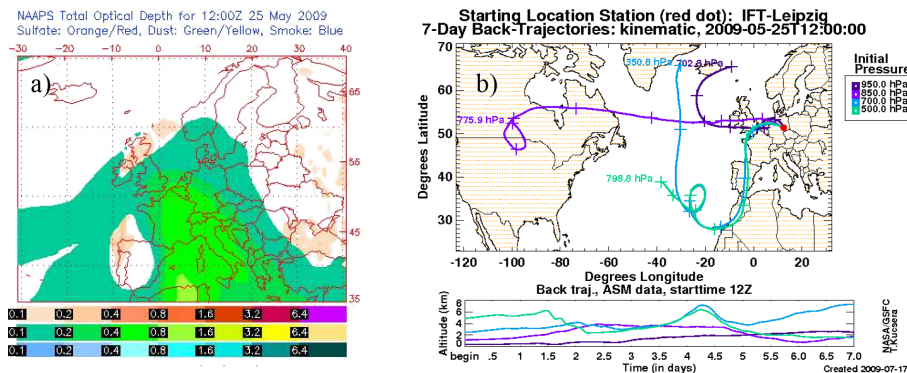 NAAPS Total Optical Depth for 12:00Z 25 May 2009
Sulfate: Orange/Red, Dust: Green/Yellow, Smoke: Blue
-30 -20 -10 0 10 20 30 40
a)
65
55
45
35
0.1 0.2 0.4 0.8 1.6 3.2 6.4
0.1 0.2 0.4 0.8 1.6 3.2 6.4
0.1 0.2 0.4 0.8 1.6 3.2 6.4
Starting Location Station (red dot): IFT-Leipzig
7-Day Back-Trajectories: kinematic, 2009-05-25T12:00:00
b)
350.6 hPa
702.6 hPa
775.9 hPa
798.8 hPa
Degrees Latitude
70
60
50
40
30
-120 -100 -80 -60 -40 -20 0 20
Degrees Longitude
Initial
Pressure
950.0 hPa
850.0 hPa
700.0 hPa
500.0 hPa
Back traj., ASM data, starttime 12Z
Altitude (km)
8
6
4
2
0
begin .5 1.0 1.5 2. 2.5 3. 3.5 4. 4.5 5. 5.5 6.0 6.5 7.0
Time (in days)
NASA/GSFC
T.Kucsera
Created 2009-07-17